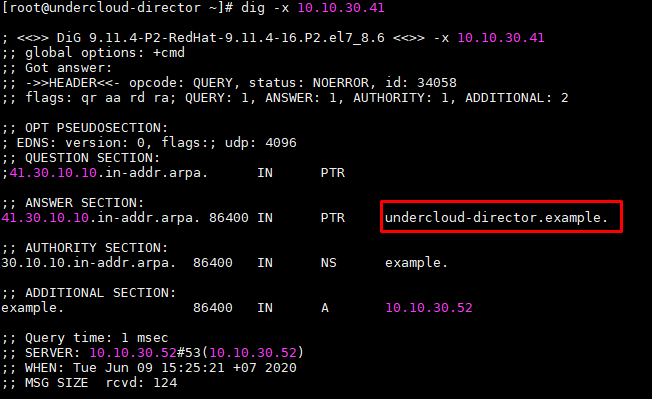 [root@undercloud-director ~]# dig -x 10.10.30.41
; <<>> DiG 9.11.4-P2-RedHat-9.11.4-16.P2.el7_8.6 <<>> -x 10.10.30.41
;; global options: +cmd
;; Got answer:
;; ->>HEADER<<- opcode: QUERY, status: NOERROR, id: 34058
;; flags: qr aa rd ra; QUERY: 1, ANSWER: 1, AUTHORITY: 1, ADDITIONAL: 2
;; OPT PSEUDOSECTION:
; EDNS: version: 0, flags:; udp: 4096
;; QUESTION SECTION:
;41.30.10.10.in-addr.arpa. IN PTR
;; ANSWER SECTION:
41.30.10.10.in-addr.arpa. 86400 IN PTR undercloud-director.example.
;; AUTHORITY SECTION:
30.10.10.in-addr.arpa. 86400 IN NS example.
;; ADDITIONAL SECTION:
example. 86400 IN A 10.10.30.52
;; Query time: 1 msec
;; SERVER: 10.10.30.52#53(10.10.30.52)
;; WHEN: Tue Jun 09 15:25:21 +07 2020
;; MSG SIZE rcvd: 124